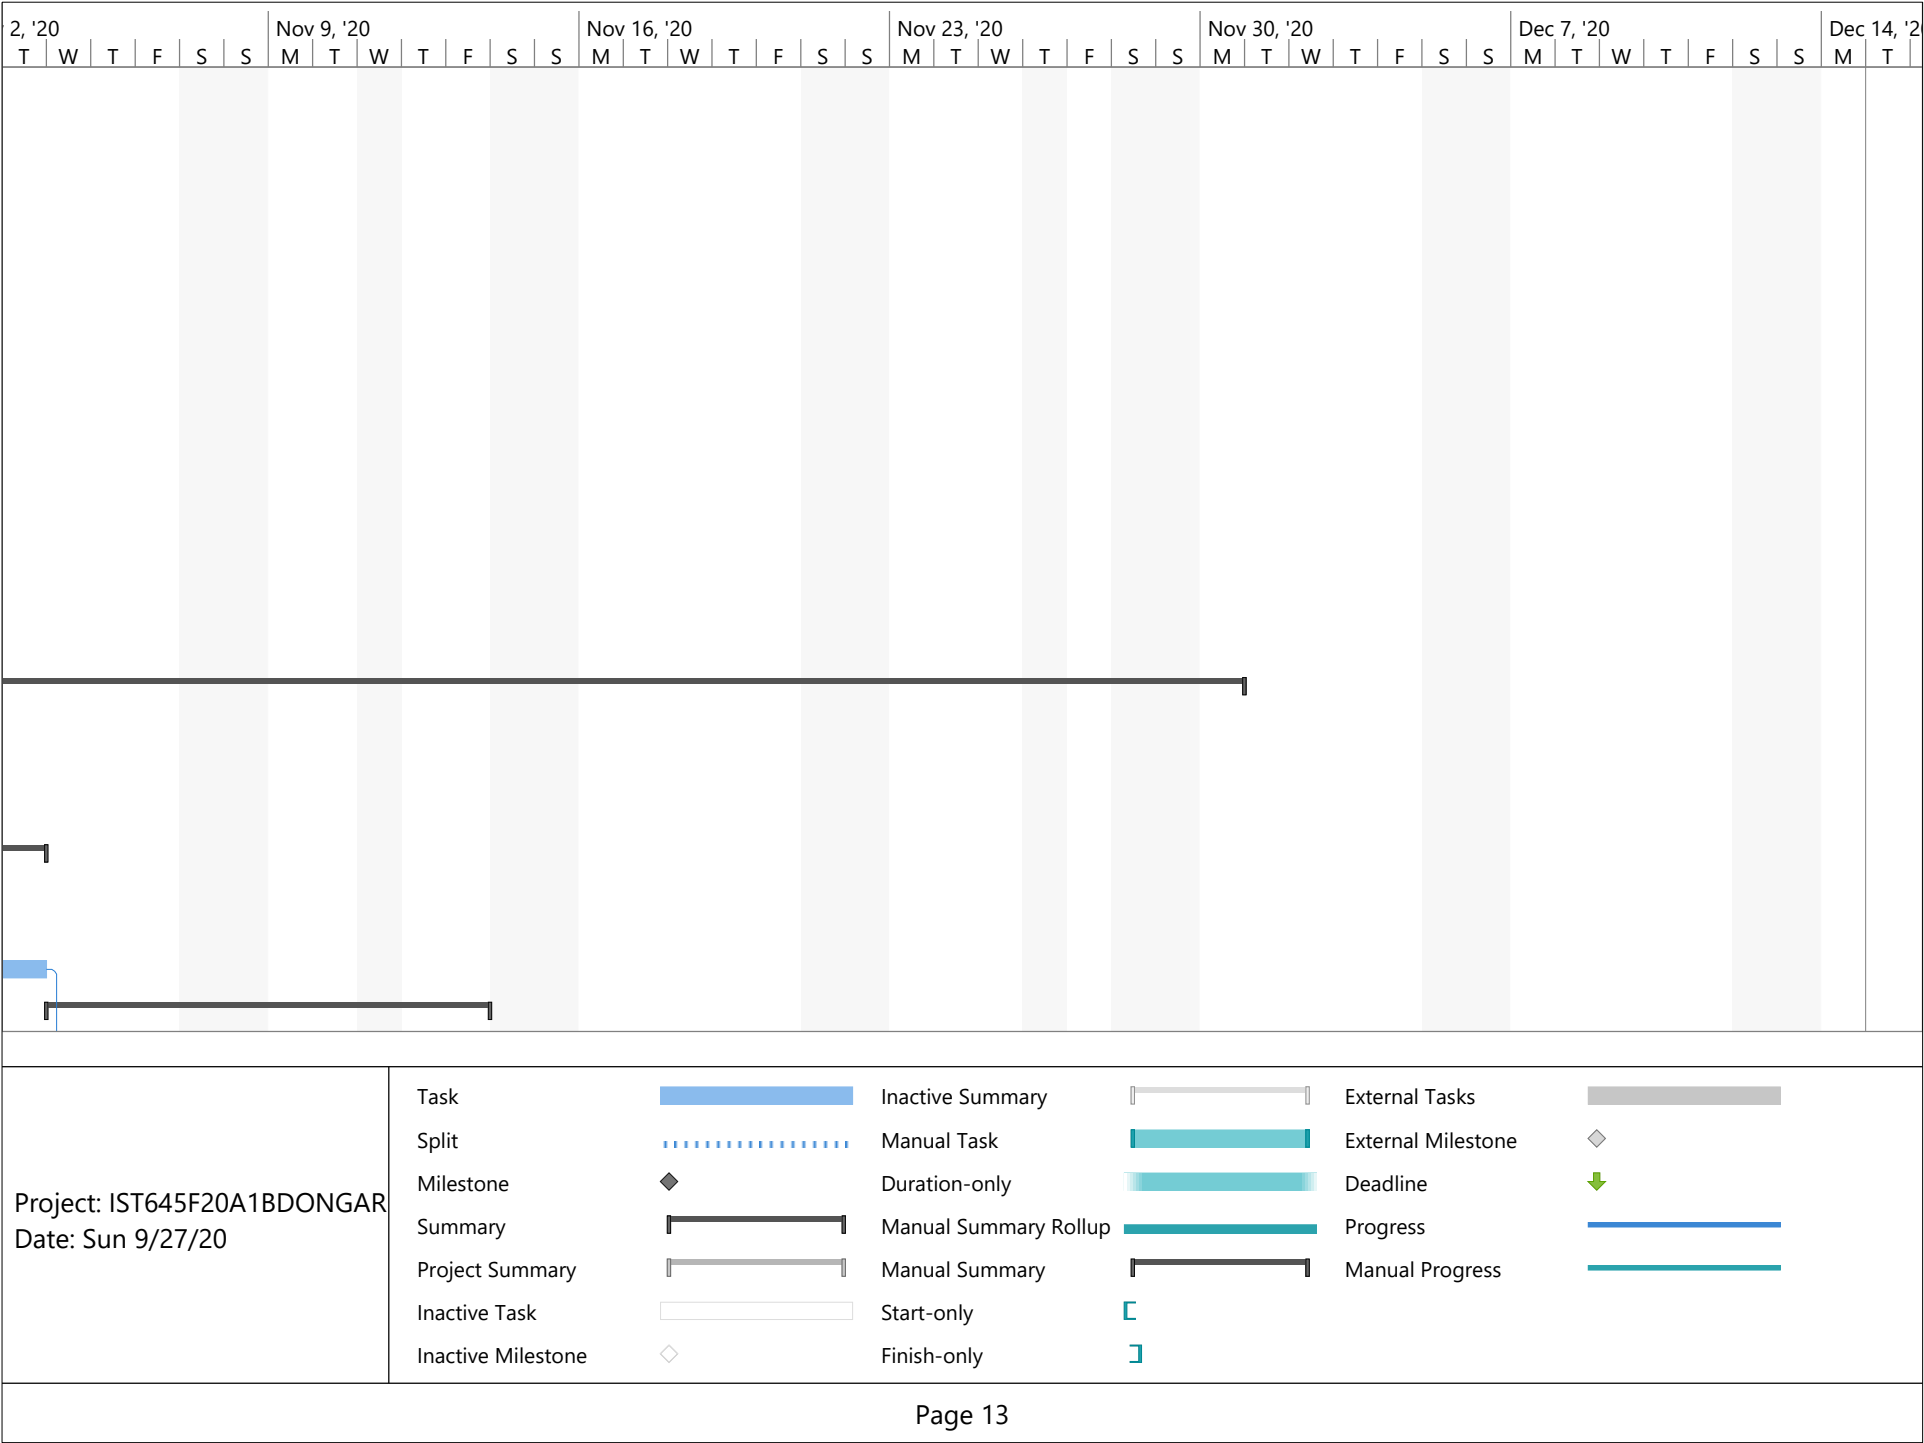 2, '20 Nov 9, '20 Nov 16, '20 Nov 23, '20 Nov 30, '20 Dec 7, '20 Dec 14, '2
T W T F S S M T W T F S S M T W T F S S M T W T F S S M T W T F S S M T W T F S S M T
Task
Split
Milestone
Summary
Project Summary
Inactive Task
Inactive Milestone
Inactive Summary
Manual Task
Duration-only
Manual Summary Rollup
Manual Summary
Start-only
Finish-only
External Tasks
External Milestone
Deadline
Progress
Manual Progress
Project: IST645F20A1BDONGAR
Date: Sun 9/27/20
Page 13